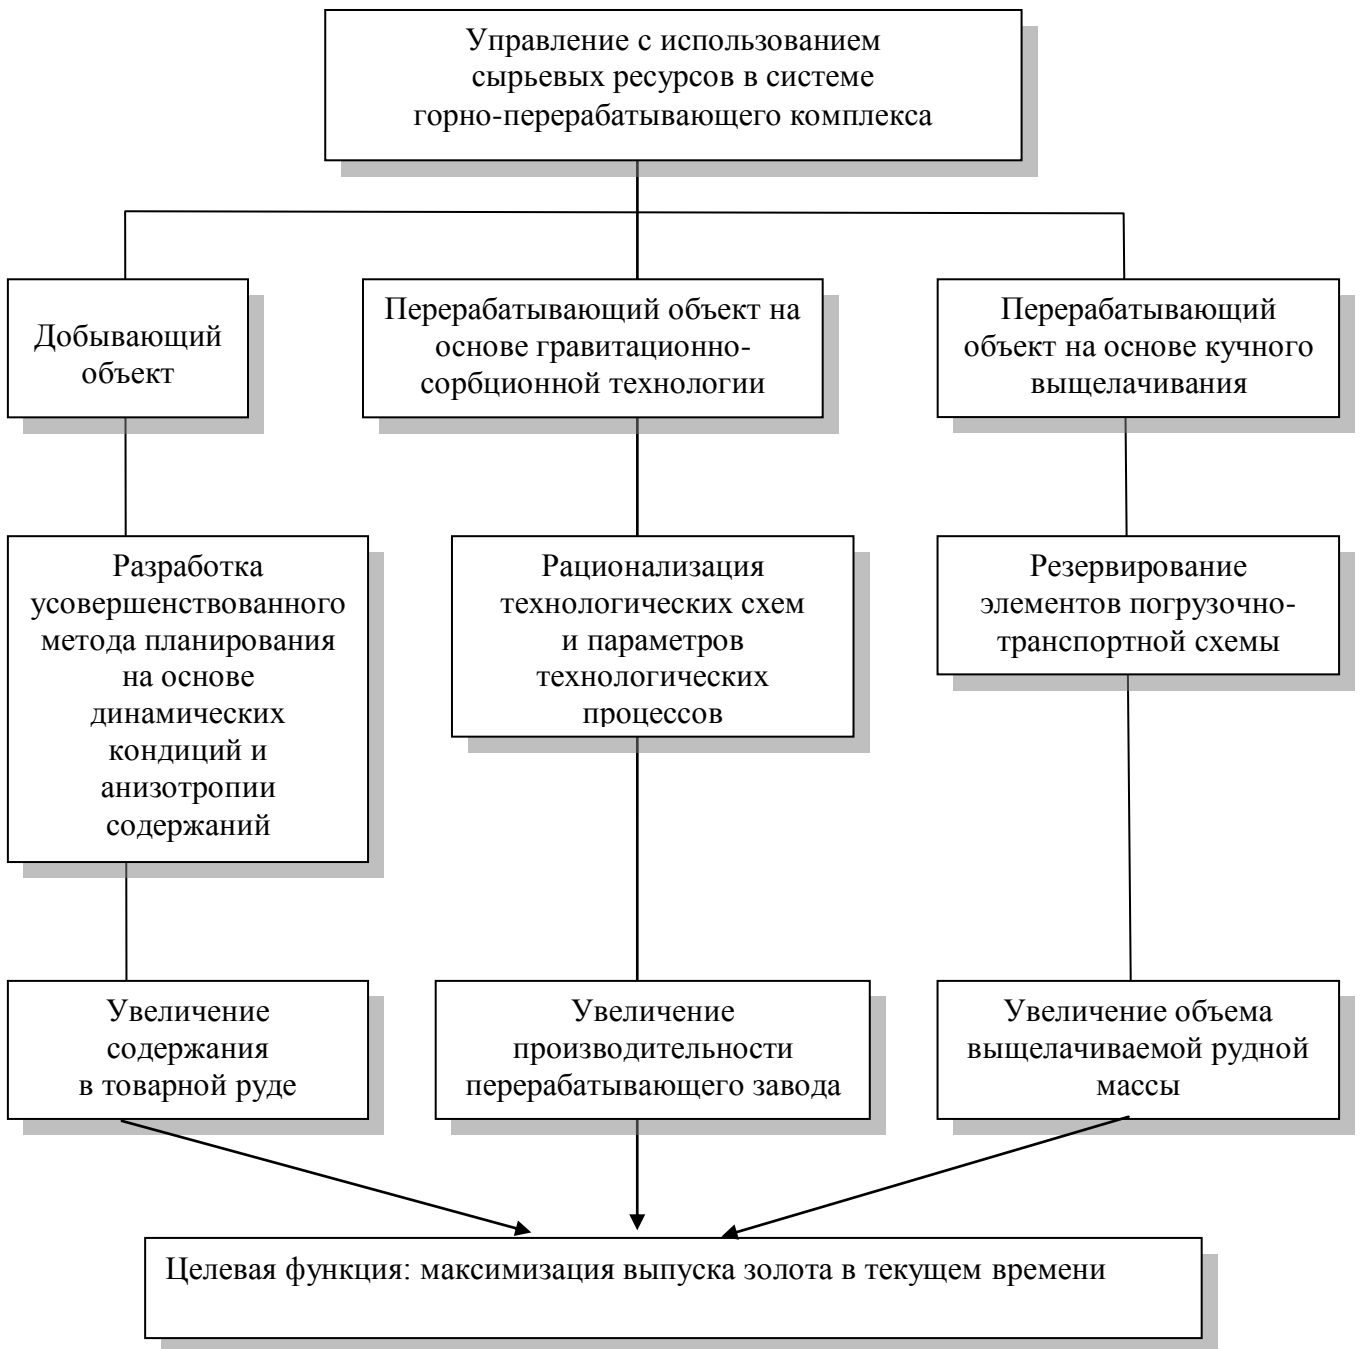 Управление с использованием
сырьевых ресурсов в системе
горно-перерабатывающего комплекса
Добывающий
объект
Перерабатывающий объект на
основе гравитационно-
сорбционной технологии
Перерабатывающий
объект на основе кучного
выщелачивания
Разработка
усовершенствованного
метода планирования
на основе
динамических
кондиций и
анизотропии
содержаний
Рационализация
технологических схем
и параметров
технологических
процессов
Резервирование
элементов погрузочно-
транспортной схемы
Увеличение
содержания
в товарной руде
Увеличение
производительности
перерабатывающего завода
Увеличение объема
выщелачиваемой рудной
массы
Целевая функция: максимизация выпуска золота в текущем времени